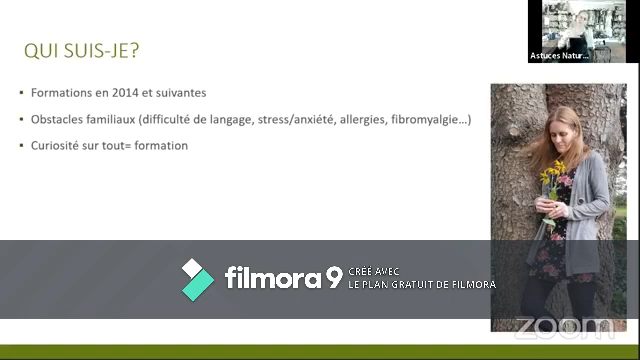 Astuces Natur...
QUI SUIS-JE?
▪ Formations en 2014 et suivantes
▪ Obstacles familiaux (difficulté de langage, stress/anxiété, allergies, fibromyalgie...)
▪ Curiosité sur tout= formation
filmora 9 CRÉÉ AVEC
LE PLAN GRATUIT DE FILMORA
zoom